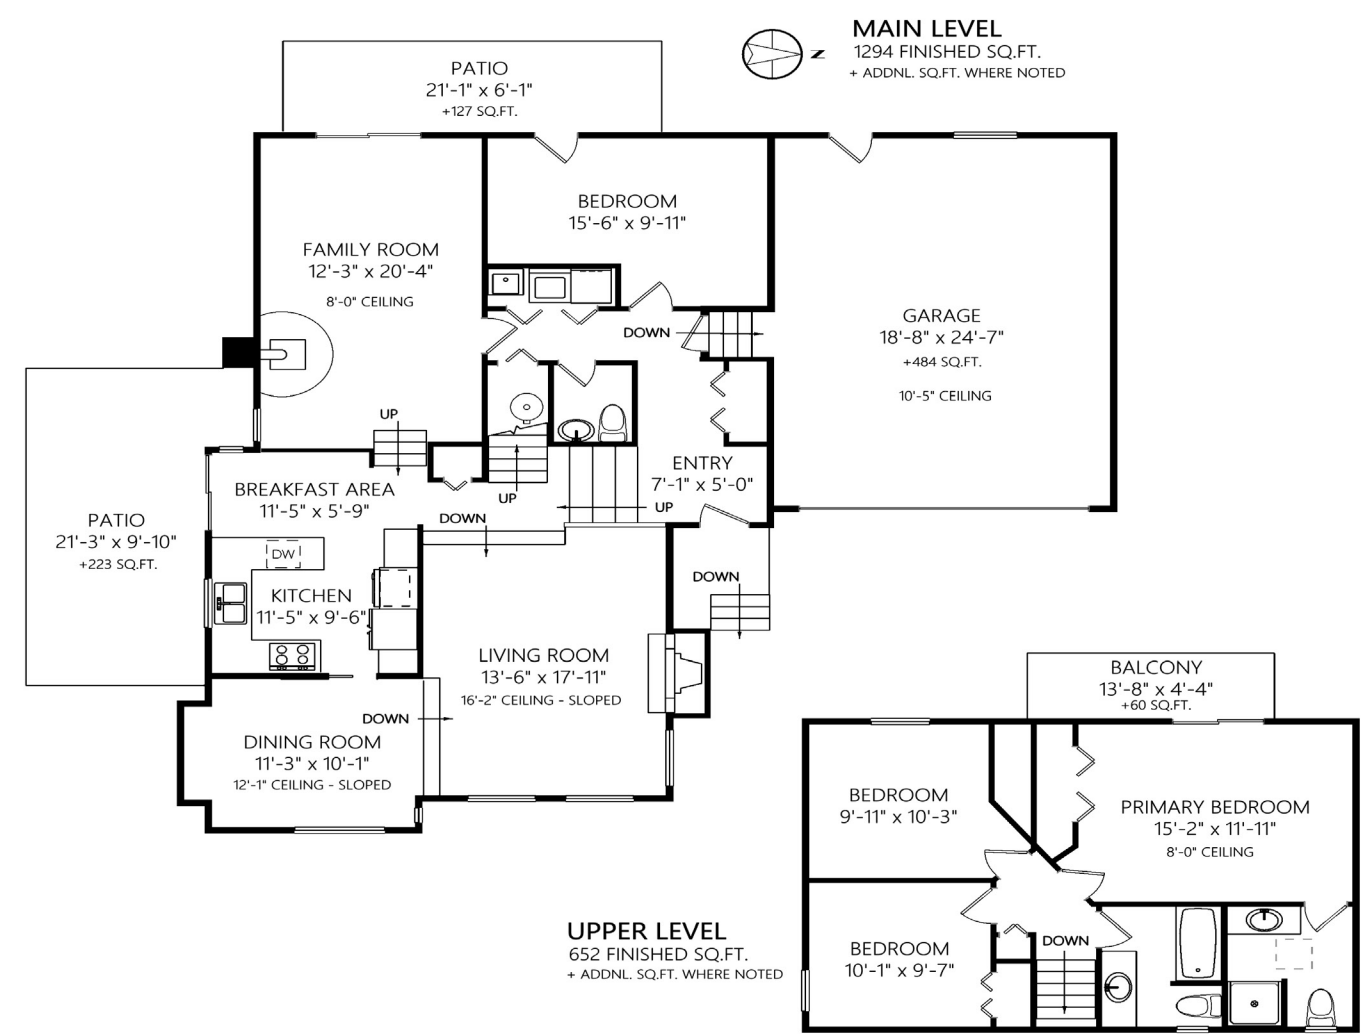 MAIN LEVEL
1294 FINISHED SQ.FT.
+ ADDNL. SQ.FT. WHERE NOTED
N
PATIO
21'-1" x 6'-1"
+127 SQ.FT.
BEDROOM
15'-6" x 9'-11"
FAMILY ROOM
12'-3" x 20'-4"
8'-0" CEILING
DOWN
GARAGE
18'-8" x 24'-7"
+484 SQ.FT.
10'-5" CEILING
UP
ENTRY
7'-1" x 5'-0"
UP
UP
BREAKFAST AREA
11'-5" x 5'-9"
DOWN
PATIO
21'-3" x 9'-10"
+223 SQ.FT.
DW
KITCHEN
11'-5" x 9'-6"
DOWN
LIVING ROOM
13'-6" x 17'-11"
16'-2" CEILING - SLOPED
DOWN
DINING ROOM
11'-3" x 10'-1"
12'-1" CEILING - SLOPED
BALCONY
13'-8" x 4'-4"
+60 SQ.FT.
BEDROOM
9'-11" x 10'-3"
PRIMARY BEDROOM
15'-2" x 11'-11"
8'-0" CEILING
UPPER LEVEL
652 FINISHED SQ.FT.
+ ADDNL. SQ.FT. WHERE NOTED
BEDROOM
10'-1" x 9'-7"
DOWN